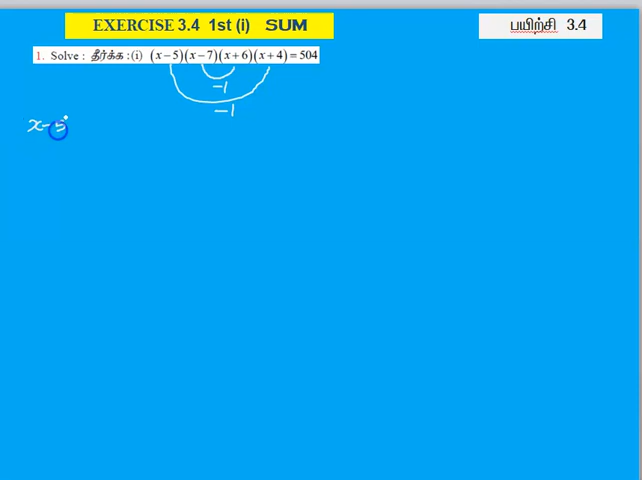 EXERCISE 3.4 1st (i) SUM
பயிற்சி 3.4
1. Solve : தீர்க்க : (i) (x−5)(x−7)(x+6)(x+4)=504
−1
−1
x−5